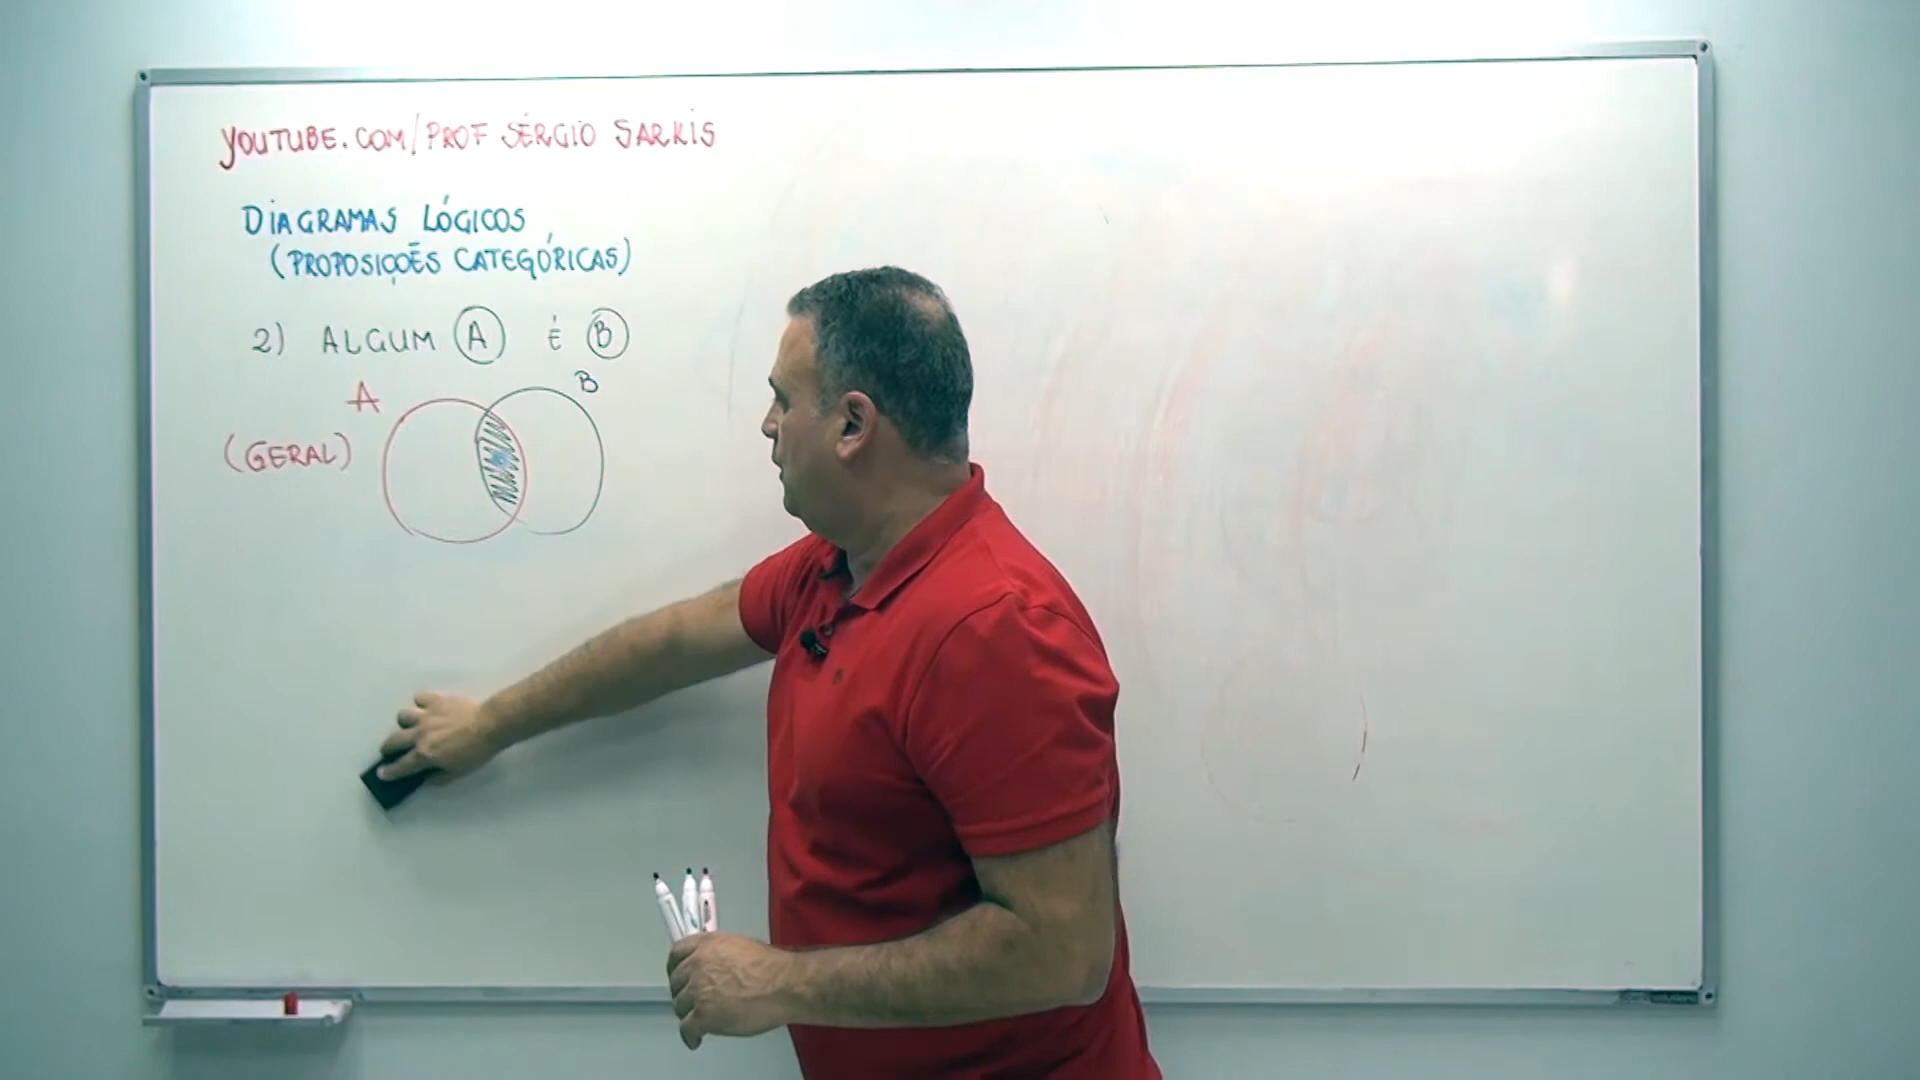 YOUTUBE.COM/PROF SÉRGIO SARKIS
DIAGRAMAS LÓGICOS
(PROPOSIÇÕES CATEGÓRICAS)
2) ALGUM A É B
A B
(GERAL)